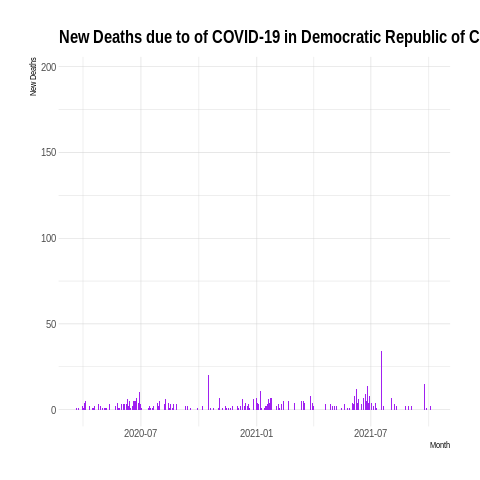 New Deaths due to of COVID-19 in Democratic Republic of C
New Deaths
200
150
100
50
0
2020-07 2021-01 2021-07
Month